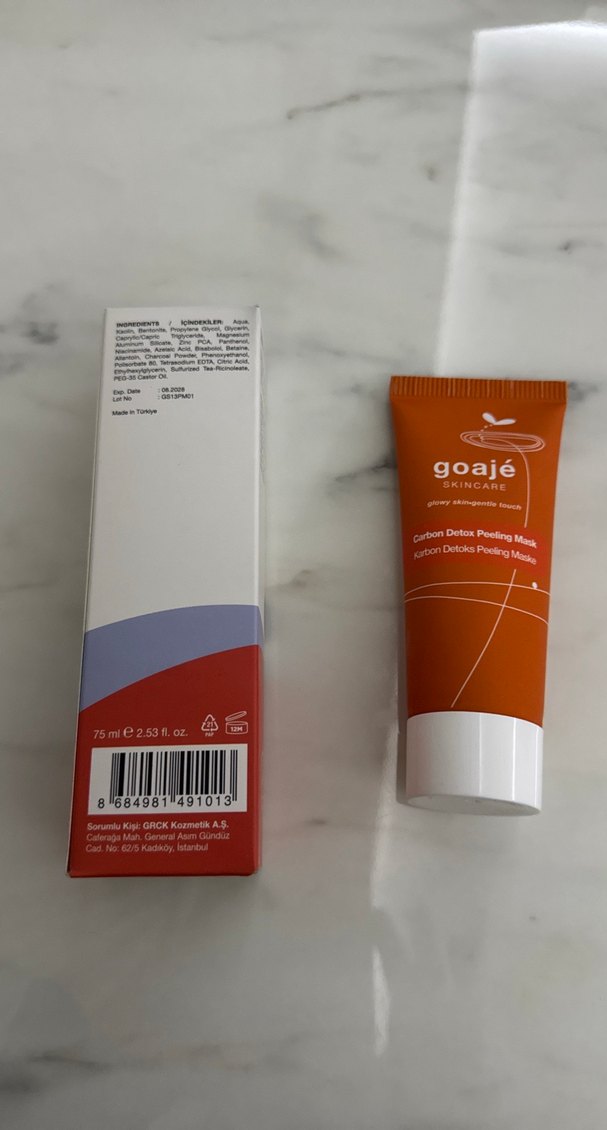 INGREDIENTS / İÇİNDEKİLER: Aqua,
Kaolin, Bentonite, Propylene Glycol, Glycerin,
Caprylic/Capric Triglyceride, Magnesium
Aluminum Silicate, Zinc PCA, Panthenol,
Niacinamide, Azelaic Acid, Bisabolol, Betaine,
Allantoin, Charcoal Powder, Phenoxyethanol,
Polisorbate 80, Tetrasodium EDTA, Citric Acid,
Ethylhexylglycerin, Sulfurized Tea-Ricinoleate,
PEG-35 Castor Oil.
Exp. Date : 08.2028
Lot No : GS13PM01
Made in Türkiye
75 ml ℮ 2.53 fl. oz.
21
PAP
12M
8 684981 491013
Sorumlu Kişi: GRCK Kozmetik A.Ş.
Caferağa Mah. General Asım Gündüz
Cad. No: 62/5 Kadıköy, İstanbul
goajé
SKINCARE
glowy skin•gentle touch
Carbon Detox Peeling Mask
Karbon Detoks Peeling Maske